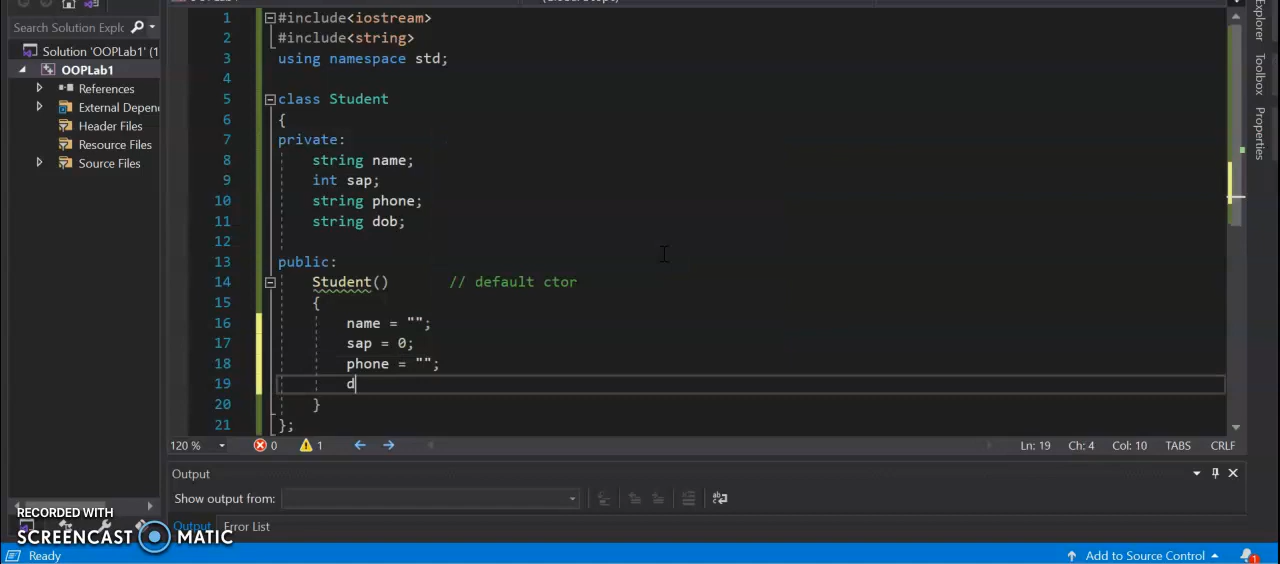 Search Solution Explo
Solution 'OOPLab1' (1
OOPLab1
References
External Depen
Header Files
Resource Files
Source Files
1 #include<iostream>
2 #include<string>
3 using namespace std;
4
5 class Student
6 {
7 private:
8 string name;
9 int sap;
10 string phone;
11 string dob;
12
13 public:
14 Student() // default ctor
15 {
16 name = "";
17 sap = 0;
18 phone = "";
19 d
20 }
21 };
120 % 0 1 Ln: 19 Ch: 4 Col: 10 TABS CRLF
Output
Show output from:
Output Error List
RECORDED WITH
SCREENCAST MATIC
Ready Add to Source Control 1
Explorer
Toolbox
Properties